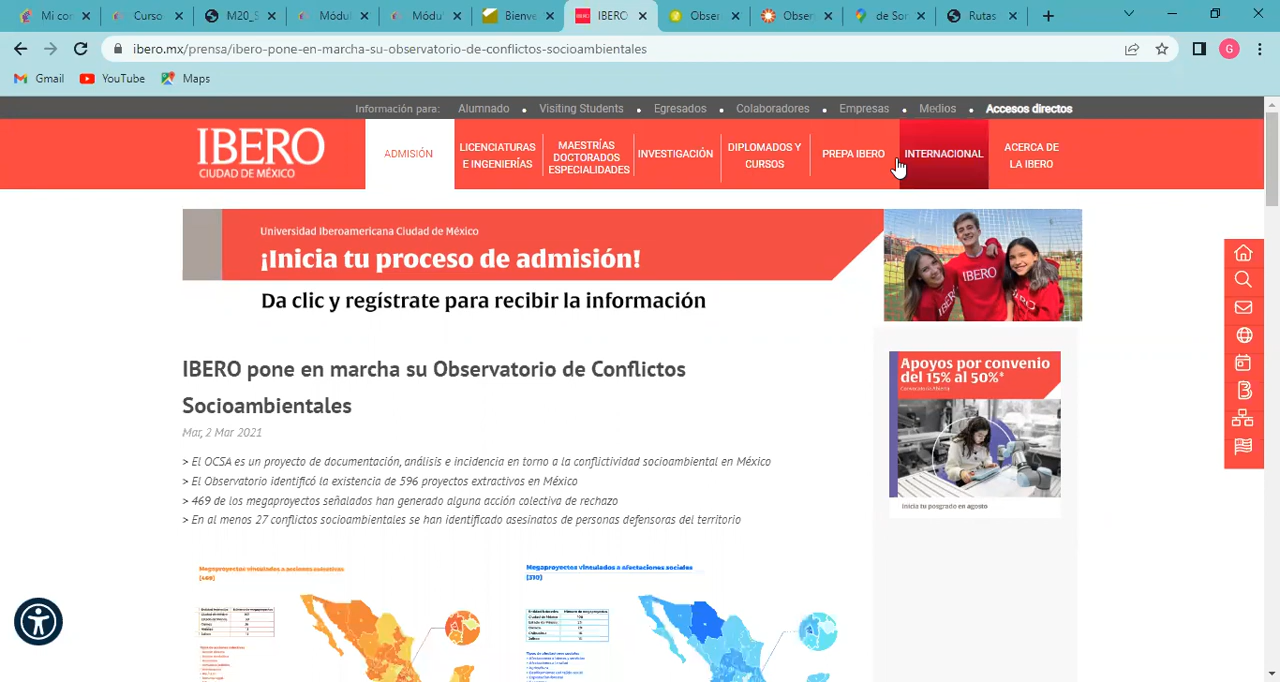 Mi con
Curso
M20_S
Módul
Módul
Bienve
IBERO
Obser
Obser
de Sor
Rutas
ibero.mx/prensa/ibero-pone-en-marcha-su-observatorio-de-conflictos-socioambientales
G
Gmail
YouTube
Maps
Información para: Alumnado • Visiting Students • Egresados • Colaboradores • Empresas • Medios • Accesos directos
IBERO
CIUDAD DE MÉXICO
ADMISIÓN
LICENCIATURAS
E INGENIERÍAS
MAESTRÍAS
DOCTORADOS
ESPECIALIDADES
INVESTIGACIÓN
DIPLOMADOS Y
CURSOS
PREPA IBERO
INTERNACIONAL
ACERCA DE
LA IBERO
Universidad Iberoamericana Ciudad de México
¡Inicia tu proceso de admisión!
Da clic y regístrate para recibir la información
IBERO
IBERO pone en marcha su Observatorio de Conflictos
Socioambientales
Mar, 2 Mar 2021
> El OCSA es un proyecto de documentación, análisis e incidencia en torno a la conflictividad socioambiental en México
> El Observatorio identificó la existencia de 596 proyectos extractivos en México
> 469 de los megaproyectos señalados han generado alguna acción colectiva de rechazo
> En al menos 27 conflictos socioambientales se han identificado asesinatos de personas defensoras del territorio
Apoyos por convenio
del 15% al 50%*
Convocatoria Abierta
Inicia tu posgrado en agosto
Megaproyectos vinculados a acciones colectivas
(469)
Megaproyectos vinculados a afectaciones sociales
(310)